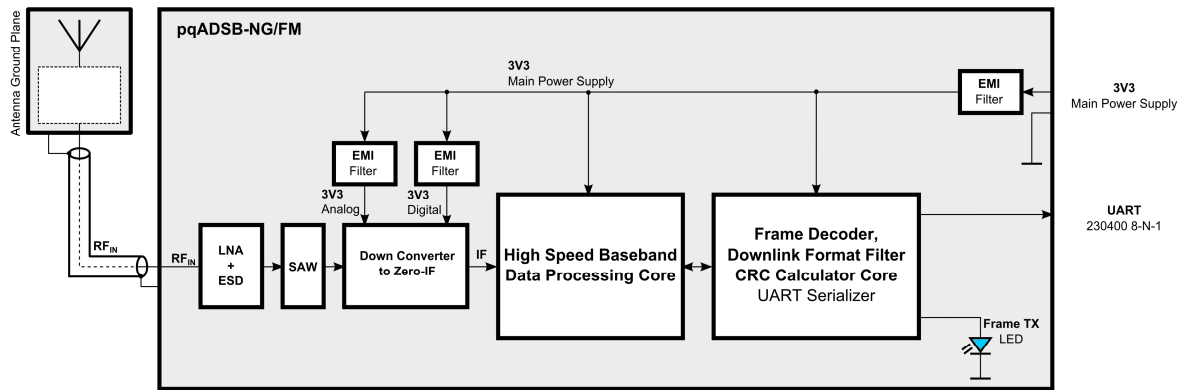 pqADSB-NG/FM
Antenna Ground Plane
3V3
Main Power Supply
EMI
Filter
3V3
Main Power Supply
EMI
Filter
EMI
Filter
3V3
Analog
3V3
Digital
UART
230400 8-N-1
RFIN
RFIN
LNA
+
ESD
SAW
Down Converter
to Zero-IF
IF
High Speed Baseband
Data Processing Core
Frame Decoder,
Downlink Format Filter
CRC Calculator Core
UART Serializer
Frame TX
LED